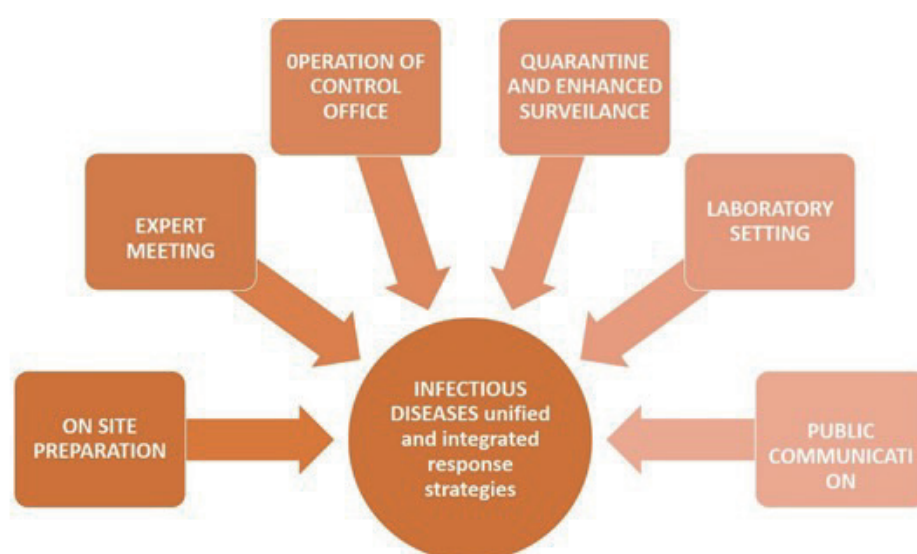 0PERATION OF
CONTROL
OFFICE
QUARANTINE
AND ENHANCED
SURVEILANCE
EXPERT
MEETING
LABORATORY
SETTING
ON SITE
PREPARATION
INFECTIOUS
DISEASES unified
and integrated
response
strategies
PUBLIC
COMMUNICATI
ON